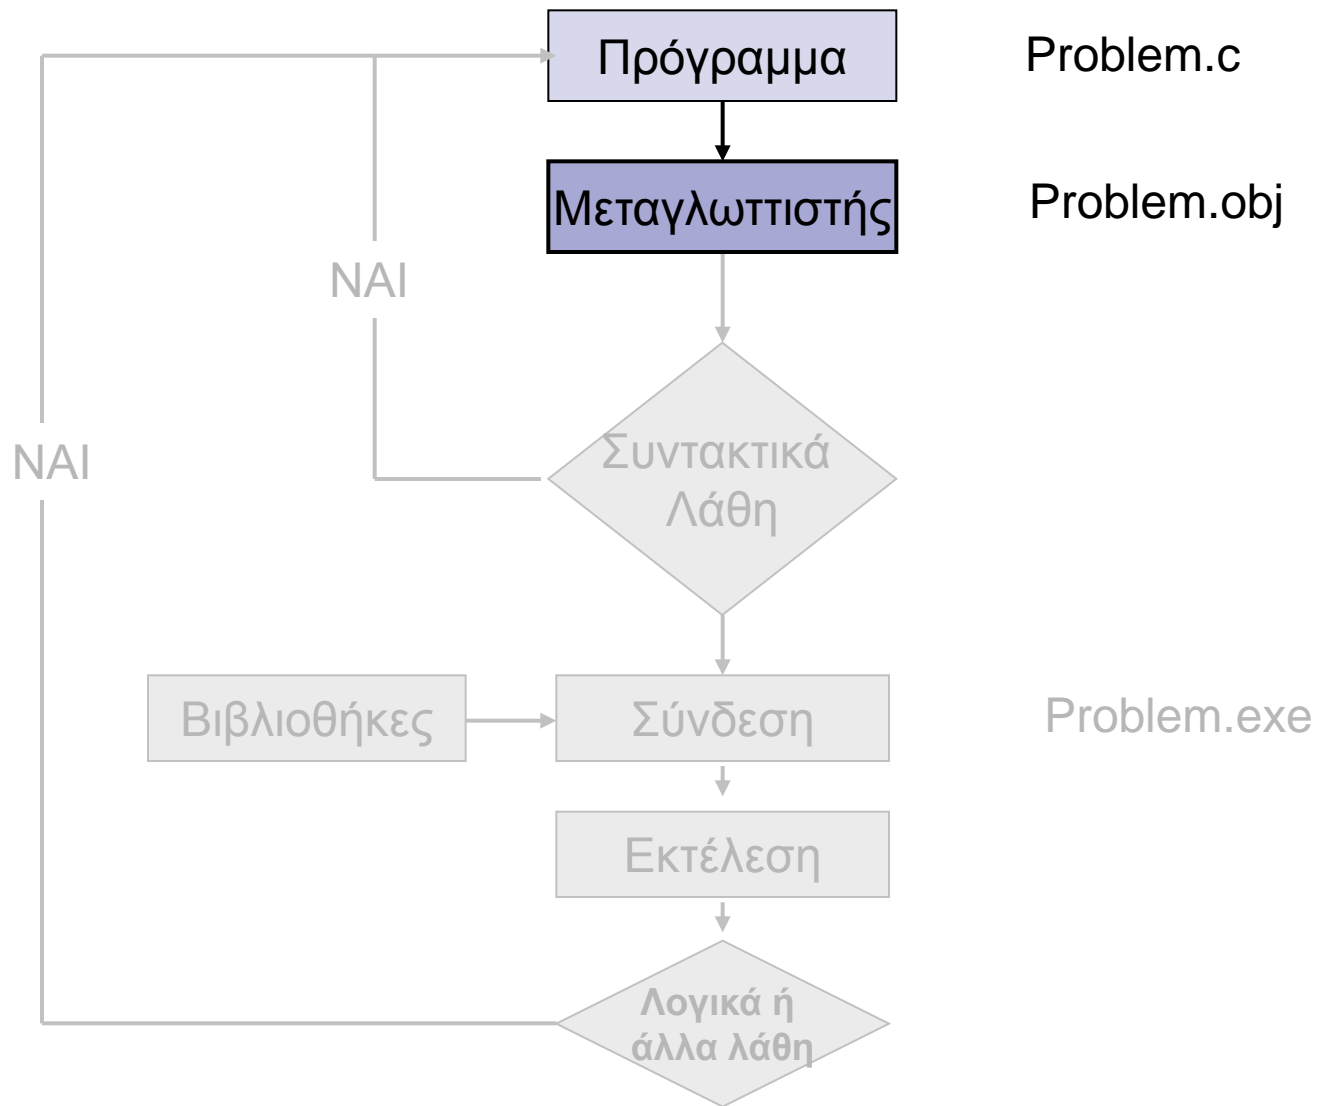 Πρόγραμμα
Problem.c
Μεταγλωττιστής
Problem.obj
ΝΑΙ
ΝΑΙ
Συντακτικά
Λάθη
Βιβλιοθήκες
Σύνδεση
Problem.exe
Εκτέλεση
Λογικά ή
άλλα λάθη